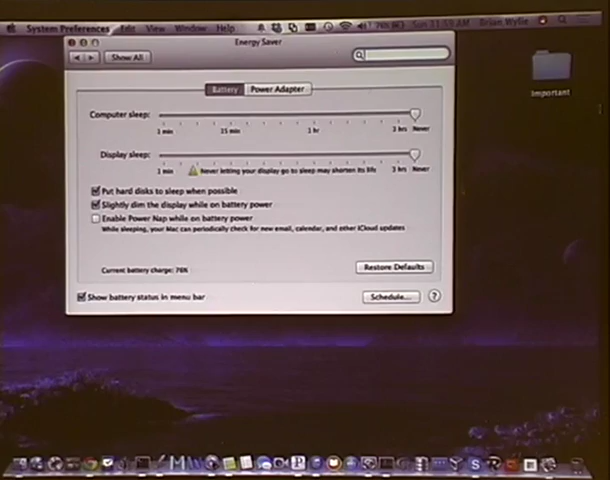 System Preferences Edit View Window Help 76% Sun 11:59 AM Brian Wylie
Energy Saver
Show All
Important
Battery Power Adapter
Computer sleep:
1 min 15 min 1 hr 3 hrs Never
Display sleep:
1 min Never letting your display go to sleep may shorten its life 3 hrs Never
Put hard disks to sleep when possible
Slightly dim the display while on battery power
Enable Power Nap while on battery power
While sleeping, your Mac can periodically check for new email, calendar, and other iCloud updates
Current battery charge: 76%
Restore Defaults
Show battery status in menu bar
Schedule... ?